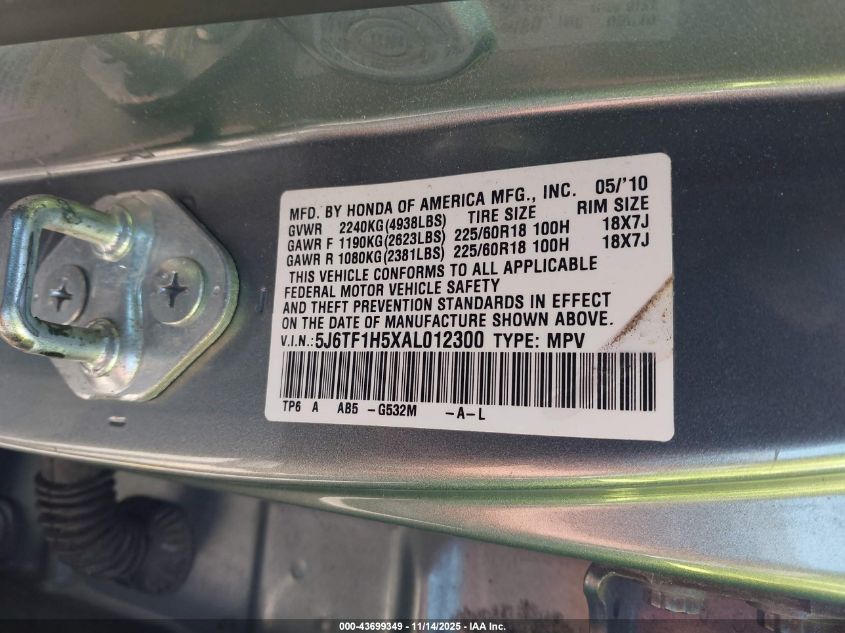 MFD. BY HONDA OF AMERICA MFG., INC. 05/'10
GVWR 2240KG(4938LBS) TIRE SIZE RIM SIZE
GAWR F 1190KG(2623LBS) 225/60R18 100H 18X7J
GAWR R 1080KG(2381LBS) 225/60R18 100H 18X7J
THIS VEHICLE CONFORMS TO ALL APPLICABLE
FEDERAL MOTOR VEHICLE SAFETY
AND THEFT PREVENTION STANDARDS IN EFFECT
ON THE DATE OF MANUFACTURE SHOWN ABOVE.
V.I.N.:5J6TF1H5XAL012300 TYPE: MPV
TP6 A AB5 -G532M -A-L
000-43699349 - 11/14/2025 - IAA Inc.